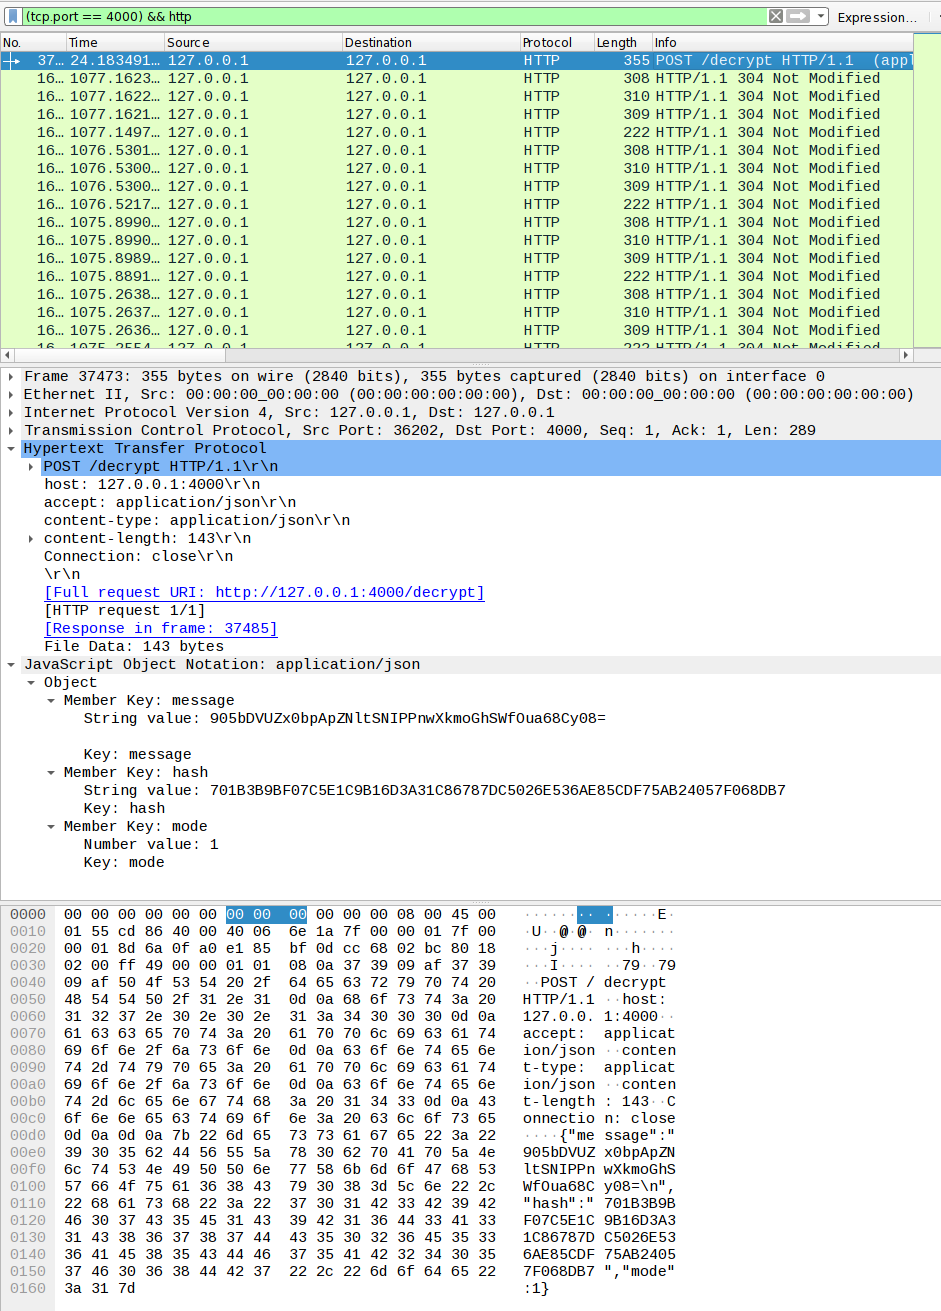 (tcp.port == 4000) && http Expression…
No. Time Source Destination Protocol Length Info
37… 24.183491… 127.0.0.1 127.0.0.1 HTTP 355 POST /decrypt HTTP/1.1 (appl
16… 1077.1623… 127.0.0.1 127.0.0.1 HTTP 308 HTTP/1.1 304 Not Modified
16… 1077.1622… 127.0.0.1 127.0.0.1 HTTP 310 HTTP/1.1 304 Not Modified
16… 1077.1621… 127.0.0.1 127.0.0.1 HTTP 309 HTTP/1.1 304 Not Modified
16… 1077.1497… 127.0.0.1 127.0.0.1 HTTP 222 HTTP/1.1 304 Not Modified
16… 1076.5301… 127.0.0.1 127.0.0.1 HTTP 308 HTTP/1.1 304 Not Modified
16… 1076.5300… 127.0.0.1 127.0.0.1 HTTP 310 HTTP/1.1 304 Not Modified
16… 1076.5300… 127.0.0.1 127.0.0.1 HTTP 309 HTTP/1.1 304 Not Modified
16… 1076.5217… 127.0.0.1 127.0.0.1 HTTP 222 HTTP/1.1 304 Not Modified
16… 1075.8990… 127.0.0.1 127.0.0.1 HTTP 308 HTTP/1.1 304 Not Modified
16… 1075.8990… 127.0.0.1 127.0.0.1 HTTP 310 HTTP/1.1 304 Not Modified
16… 1075.8989… 127.0.0.1 127.0.0.1 HTTP 309 HTTP/1.1 304 Not Modified
16… 1075.8891… 127.0.0.1 127.0.0.1 HTTP 222 HTTP/1.1 304 Not Modified
16… 1075.2638… 127.0.0.1 127.0.0.1 HTTP 308 HTTP/1.1 304 Not Modified
16… 1075.2637… 127.0.0.1 127.0.0.1 HTTP 310 HTTP/1.1 304 Not Modified
16… 1075.2636… 127.0.0.1 127.0.0.1 HTTP 309 HTTP/1.1 304 Not Modified
16… 1075.2554… 127.0.0.1 127.0.0.1 HTTP 222 HTTP/1.1 304 Not Modified
Frame 37473: 355 bytes on wire (2840 bits), 355 bytes captured (2840 bits) on interface 0
Ethernet II, Src: 00:00:00_00:00:00 (00:00:00:00:00:00), Dst: 00:00:00_00:00:00 (00:00:00:00:00:00)
Internet Protocol Version 4, Src: 127.0.0.1, Dst: 127.0.0.1
Transmission Control Protocol, Src Port: 36202, Dst Port: 4000, Seq: 1, Ack: 1, Len: 289
Hypertext Transfer Protocol
POST /decrypt HTTP/1.1\r\n
host: 127.0.0.1:4000\r\n
accept: application/json\r\n
content-type: application/json\r\n
content-length: 143\r\n
Connection: close\r\n
\r\n
[Full request URI: http://127.0.0.1:4000/decrypt]
[HTTP request 1/1]
[Response in frame: 37485]
File Data: 143 bytes
JavaScript Object Notation: application/json
Object
Member Key: message
String value: 905bDVUZx0bpApZNltSNIPPnwXkmoGhSWfOua68Cy08=
Key: message
Member Key: hash
String value: 701B3B9BF07C5E1C9B16D3A31C86787DC5026E536AE85CDF75AB24057F068DB7
Key: hash
Member Key: mode
Number value: 1
Key: mode
0000 00 00 00 00 00 00 00 00 00 00 00 00 08 00 45 00 ··············E·
0010 01 55 cd 86 40 00 40 06 6e 1a 7f 00 00 01 7f 00 ·U··@·@· n·······
0020 00 01 8d 6a 0f a0 e1 85 bf 0d cc 68 02 bc 80 18 ···j···· ···h····
0030 02 00 ff 49 00 00 01 01 08 0a 37 39 09 af 37 39 ···I···· ··79··79
0040 09 af 50 4f 53 54 20 2f 64 65 63 72 79 70 74 20 ··POST / decrypt
0050 48 54 54 50 2f 31 2e 31 0d 0a 68 6f 73 74 3a 20 HTTP/1.1 ··host:
0060 31 32 37 2e 30 2e 30 2e 31 3a 34 30 30 30 0d 0a 127.0.0. 1:4000··
0070 61 63 63 65 70 74 3a 20 61 70 70 6c 69 63 61 74 accept: applicat
0080 69 6f 6e 2f 6a 73 6f 6e 0d 0a 63 6f 6e 74 65 6e ion/json ··conten
0090 74 2d 74 79 70 65 3a 20 61 70 70 6c 69 63 61 74 t-type: applicat
00a0 69 6f 6e 2f 6a 73 6f 6e 0d 0a 63 6f 6e 74 65 6e ion/json ··conten
00b0 74 2d 6c 65 6e 67 74 68 3a 20 31 34 33 0d 0a 43 t-length : 143··C
00c0 6f 6e 6e 65 63 74 69 6f 6e 3a 20 63 6c 6f 73 65 onnectio n: close
00d0 0d 0a 0d 0a 7b 22 6d 65 73 73 61 67 65 22 3a 22 ····{"me ssage":"
00e0 39 30 35 62 44 56 55 5a 78 30 62 70 41 70 5a 4e 905bDVUZ x0bpApZN
00f0 6c 74 53 4e 49 50 50 6e 77 58 6b 6d 6f 47 68 53 ltSNIPPn wXkmoGhS
0100 57 66 4f 75 61 36 38 43 79 30 38 3d 5c 6e 22 2c WfOua68C y08=\n",
0110 22 68 61 73 68 22 3a 22 37 30 31 42 33 42 39 42 "hash":" 701B3B9B
0120 46 30 37 43 35 45 31 43 39 42 31 36 44 33 41 33 F07C5E1C 9B16D3A3
0130 31 43 38 36 37 38 37 44 43 35 30 32 36 45 35 33 1C86787D C5026E53
0140 36 41 45 38 35 43 44 46 37 35 41 42 32 34 30 35 6AE85CDF 75AB2405
0150 37 46 30 36 38 44 42 37 22 2c 22 6d 6f 64 65 22 7F068DB7 ","mode"
0160 3a 31 7d :1}